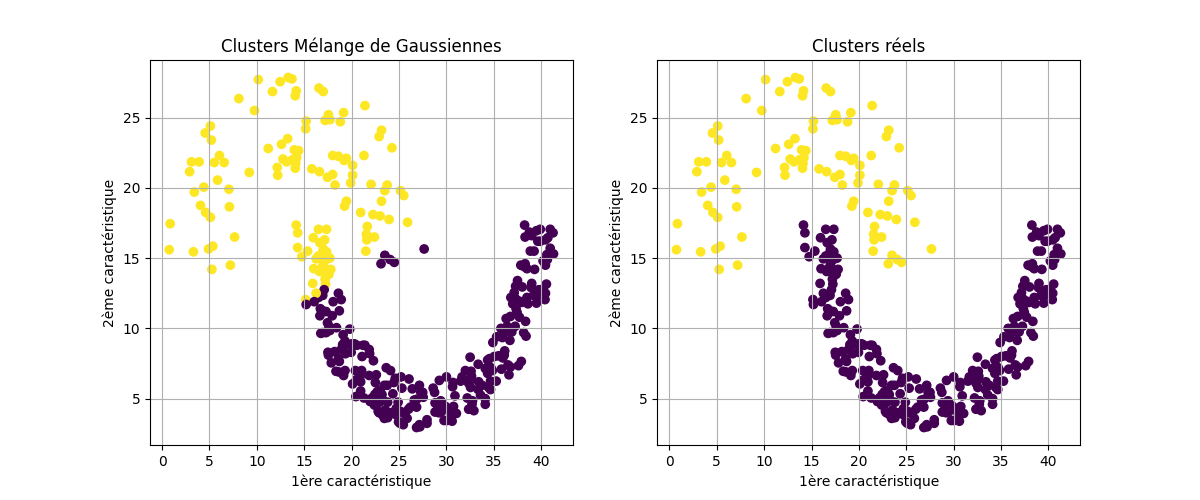 Clusters Mélange de Gaussiennes
25
20
15
10
5
2ème caractéristique
0 5 10 15 20 25 30 35 40
1ère caractéristique
Clusters réels
25
20
15
10
5
2ème caractéristique
0 5 10 15 20 25 30 35 40
1ère caractéristique